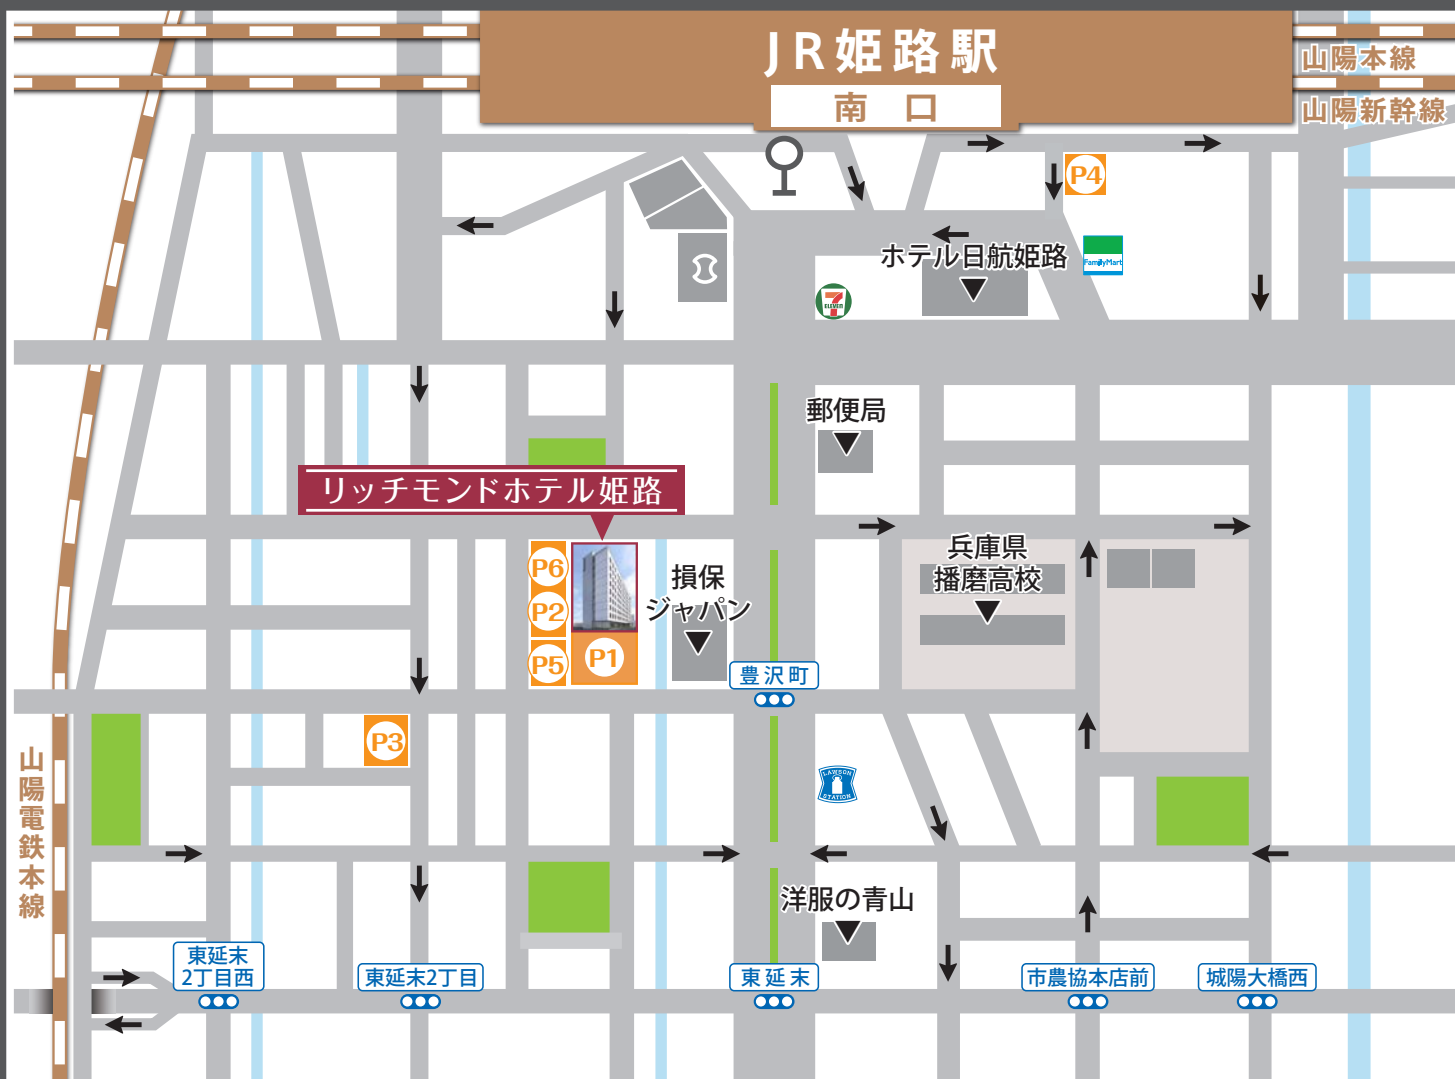 JR姫路駅
南 口
山陽本線
山陽新幹線
P4
ホテル日航姫路
FamilyMart
7
ELEVEN
郵便局
リッチモンドホテル姫路
兵庫県
播磨高校
P6
P2
P5
P1
損保
ジャパン
豊沢町
P3
山陽電鉄本線
LAWSON
STATION
洋服の青山
東延末
2丁目西
東延末2丁目
東延末
市農協本店前
城陽大橋西